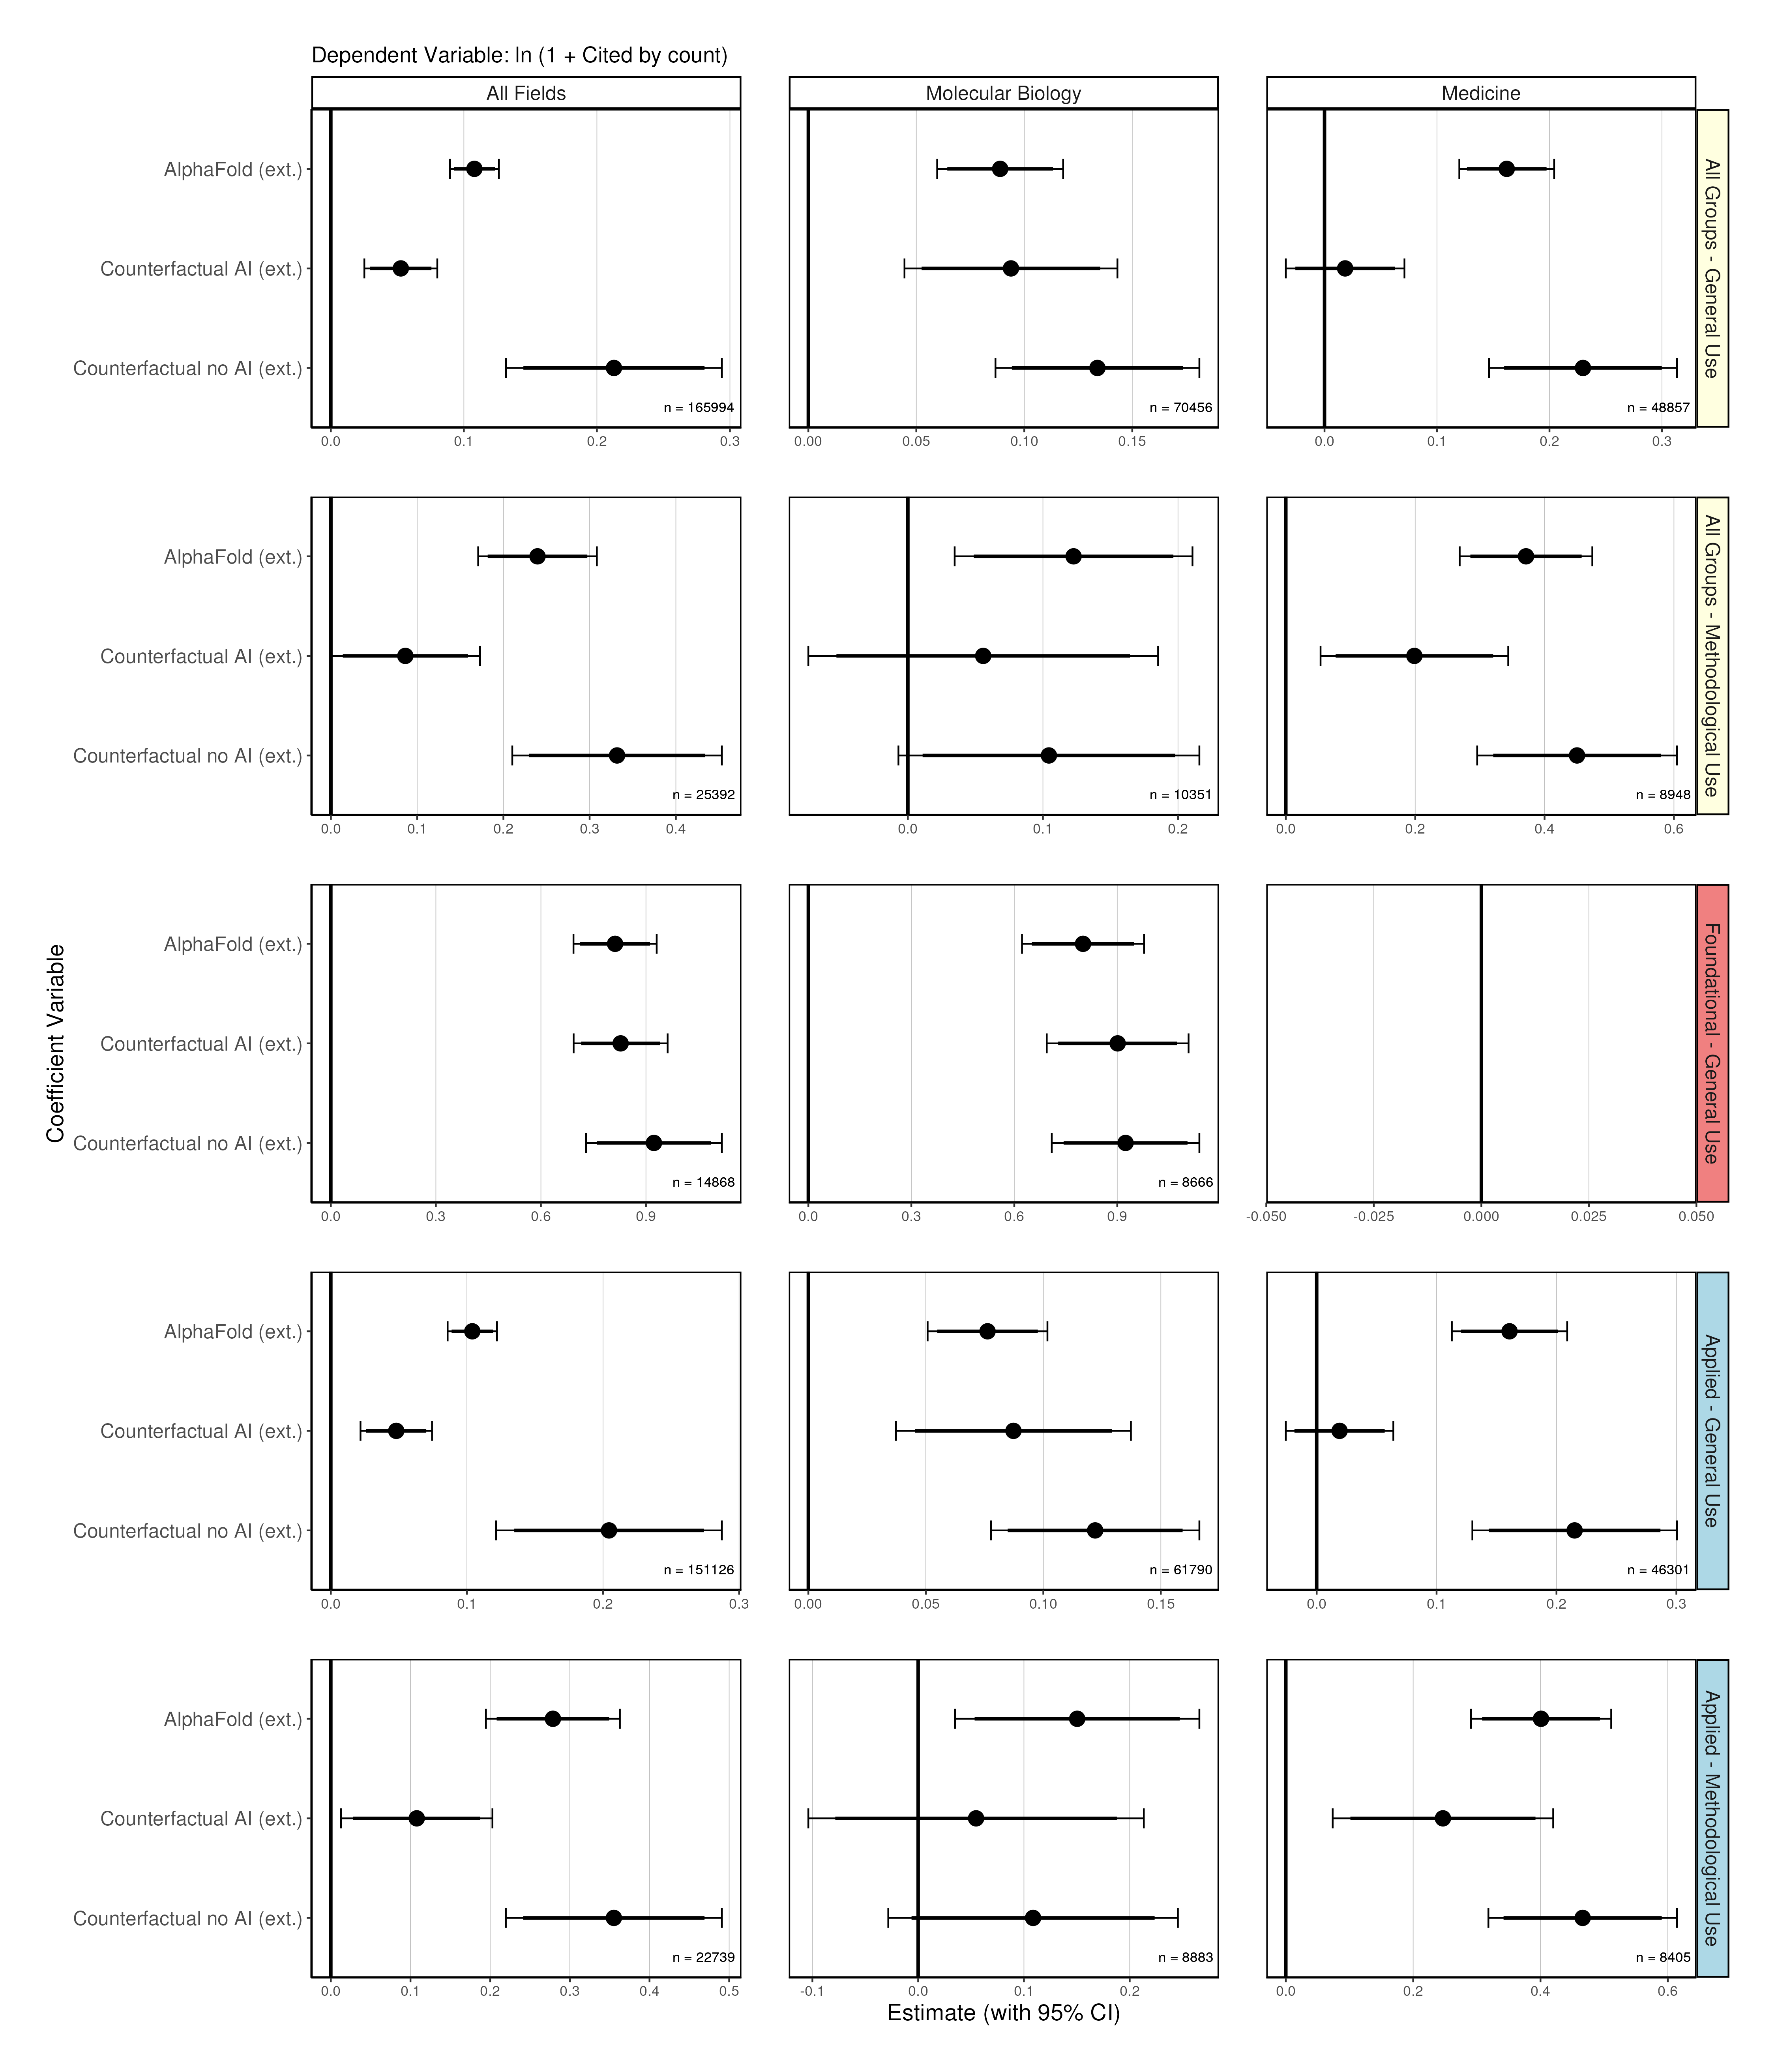 Dependent Variable: ln (1 + Cited by count)
All Fields
Molecular Biology
Medicine
AlphaFold (ext.)
Counterfactual AI (ext.)
Counterfactual no AI (ext.)
n = 165994
n = 70456
n = 48857
0.0 0.1 0.2 0.3
0.00 0.05 0.10 0.15
0.0 0.1 0.2 0.3
All Groups - General Use
AlphaFold (ext.)
Counterfactual AI (ext.)
Counterfactual no AI (ext.)
n = 25392
n = 10351
n = 8948
0.0 0.1 0.2 0.3 0.4
0.0 0.1 0.2
0.0 0.2 0.4 0.6
All Groups - Methodological Use
Coefficient Variable
AlphaFold (ext.)
Counterfactual AI (ext.)
Counterfactual no AI (ext.)
n = 14868
n = 8666
0.0 0.3 0.6 0.9
0.0 0.3 0.6 0.9
-0.050 -0.025 0.000 0.025 0.050
Foundational - General Use
AlphaFold (ext.)
Counterfactual AI (ext.)
Counterfactual no AI (ext.)
n = 151126
n = 61790
n = 46301
0.0 0.1 0.2 0.3
0.00 0.05 0.10 0.15
0.0 0.1 0.2 0.3
Applied - General Use
AlphaFold (ext.)
Counterfactual AI (ext.)
Counterfactual no AI (ext.)
n = 22739
n = 8883
n = 8405
0.0 0.1 0.2 0.3 0.4 0.5
-0.1 0.0 0.1 0.2
0.0 0.2 0.4 0.6
Applied - Methodological Use
Estimate (with 95% CI)